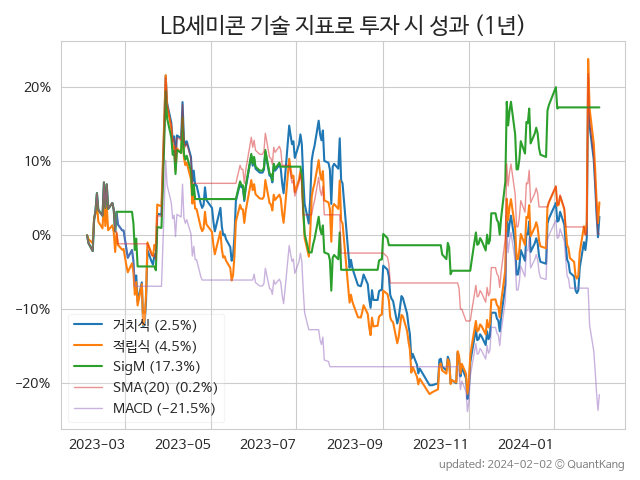 LB세미콘 기술 지표로 투자 시 성과 (1년)
20%
10%
0%
−10%
−20%
거치식 (2.5%)
적립식 (4.5%)
SigM (17.3%)
SMA(20) (0.2%)
MACD (−21.5%)
2023−03 2023−05 2023−07 2023−09 2023−11 2024−01
updated: 2024−02−02 © QuantKang